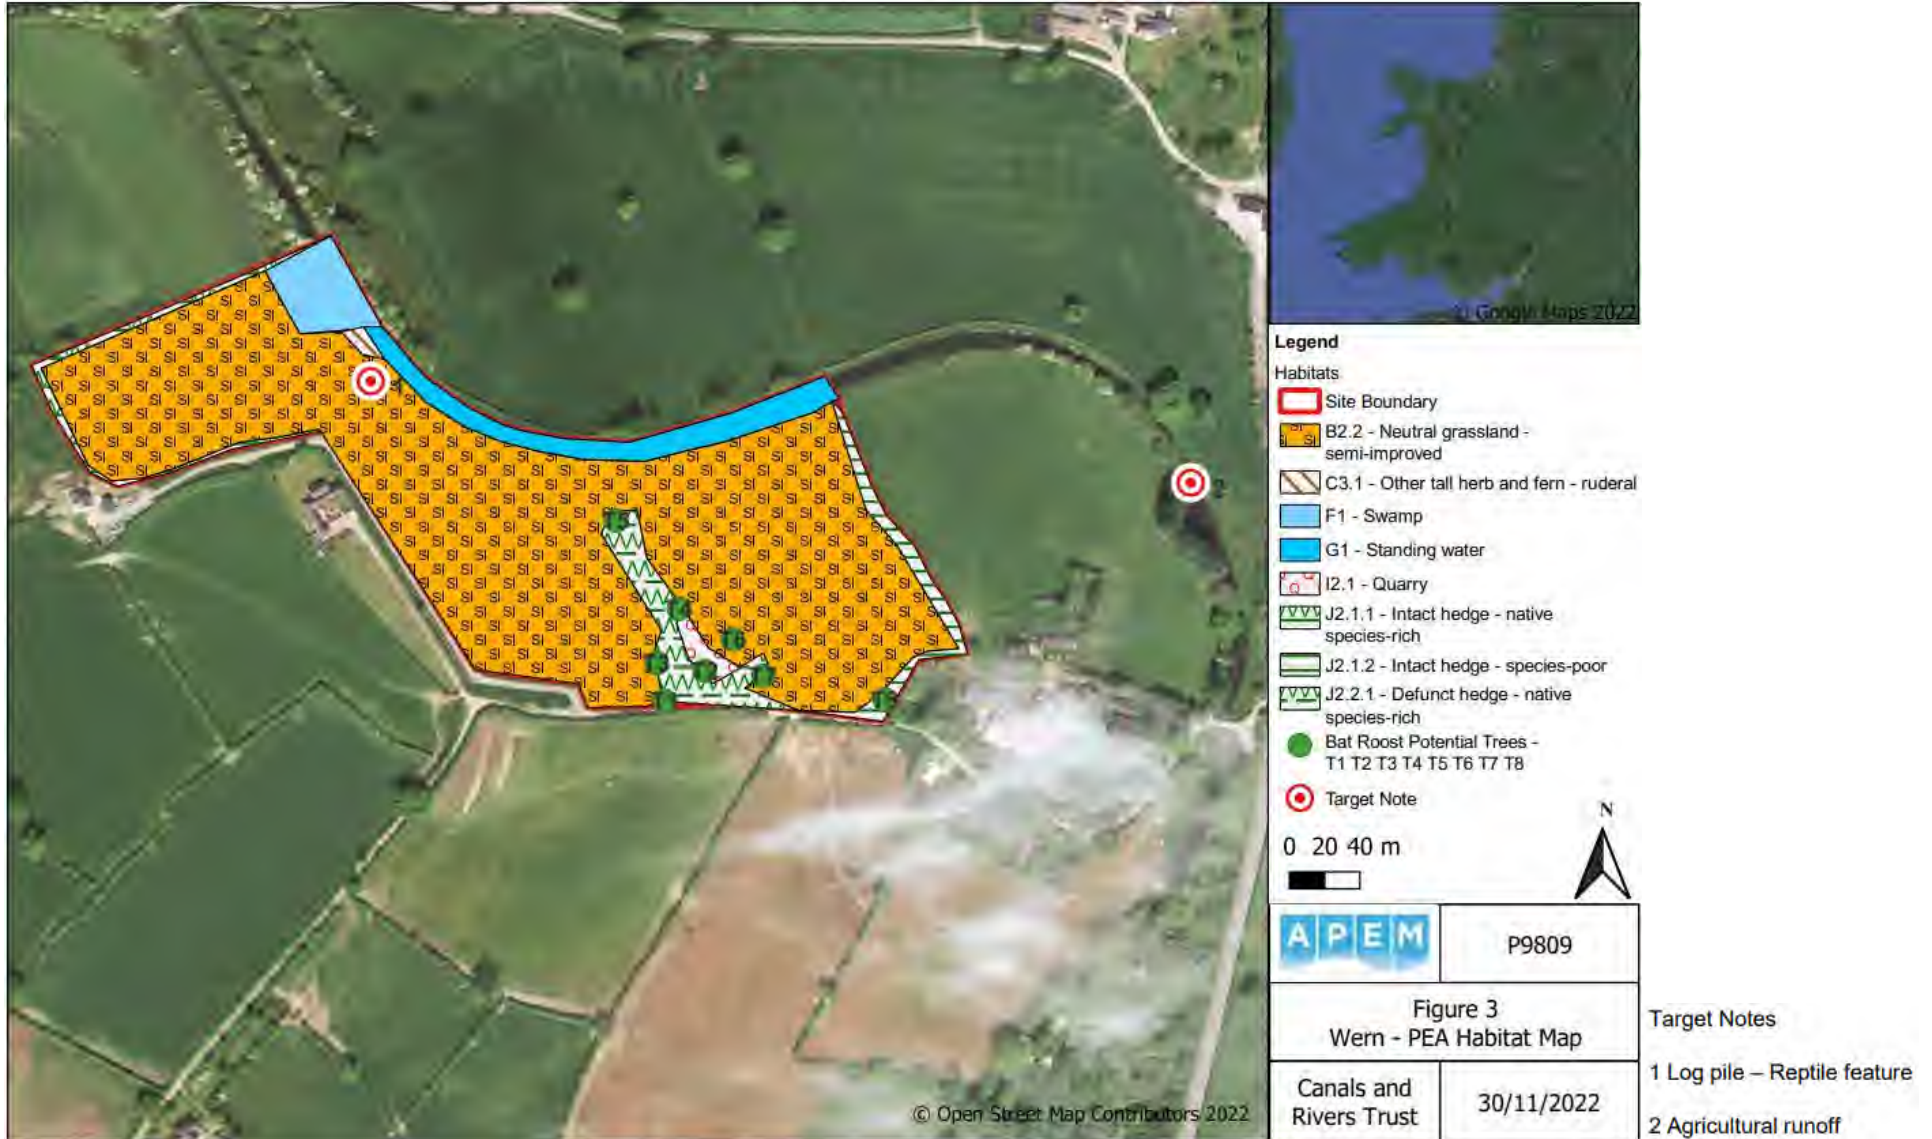 © Google Maps 2022
Legend
Habitats
Site Boundary
B2.2 - Neutral grassland -
semi-improved
C3.1 - Other tall herb and fern - ruderal
F1 - Swamp
G1 - Standing water
I2.1 - Quarry
J2.1.1 - Intact hedge - native
species-rich
J2.1.2 - Intact hedge - species-poor
J2.2.1 - Defunct hedge - native
species-rich
Bat Roost Potential Trees -
T1 T2 T3 T4 T5 T6 T7 T8
Target Note
N
0 20 40 m
APEM
P9809
Figure 3
Wern - PEA Habitat Map
Canals and
Rivers Trust
30/11/2022
© Open Street Map Contributors 2022
2
T5
T6
SI
Target Notes
1 Log pile – Reptile feature
2 Agricultural runoff